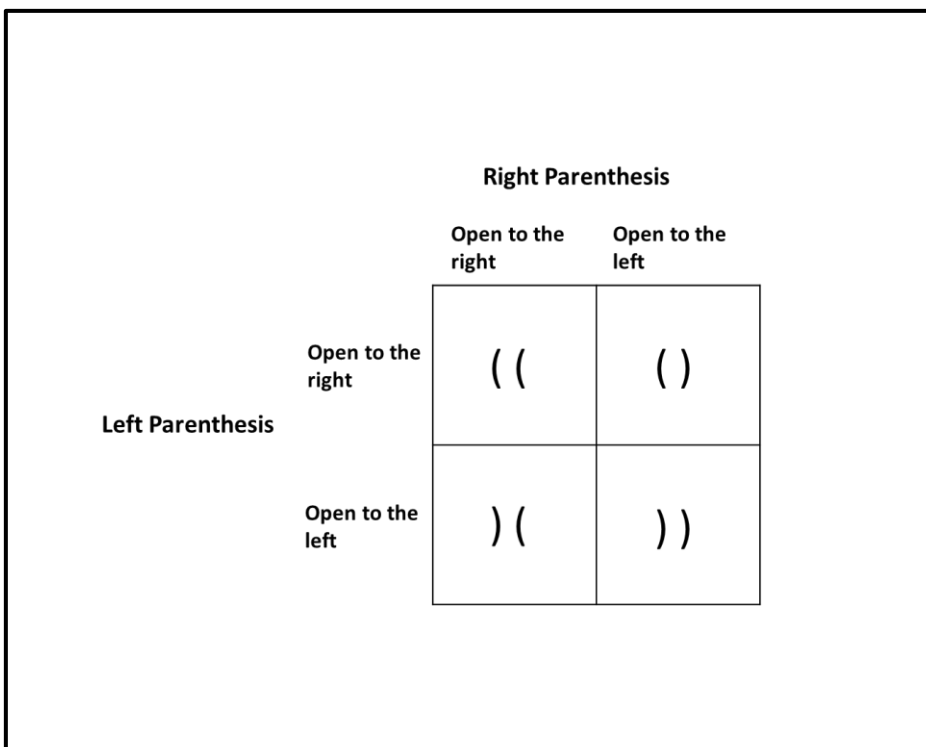 Right Parenthesis
Open to the
right
Open to the
left
Open to the
right
( (
( )
Left Parenthesis
Open to the
left
) (
) )